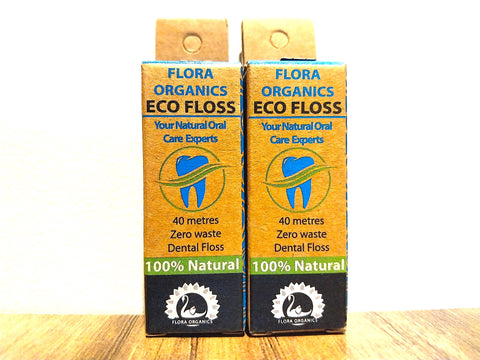 FLORA
ORGANICS
ECO FLOSS
Your Natural Oral
Care Experts
40 metres
Zero waste
Dental Floss
100% Natural
FLORA ORGANICS
FLORA
ORGANICS
ECO FLOSS
Your Natural Oral
Care Experts
40 metres
Zero waste
Dental Floss
100% Natural
FLORA ORGANICS